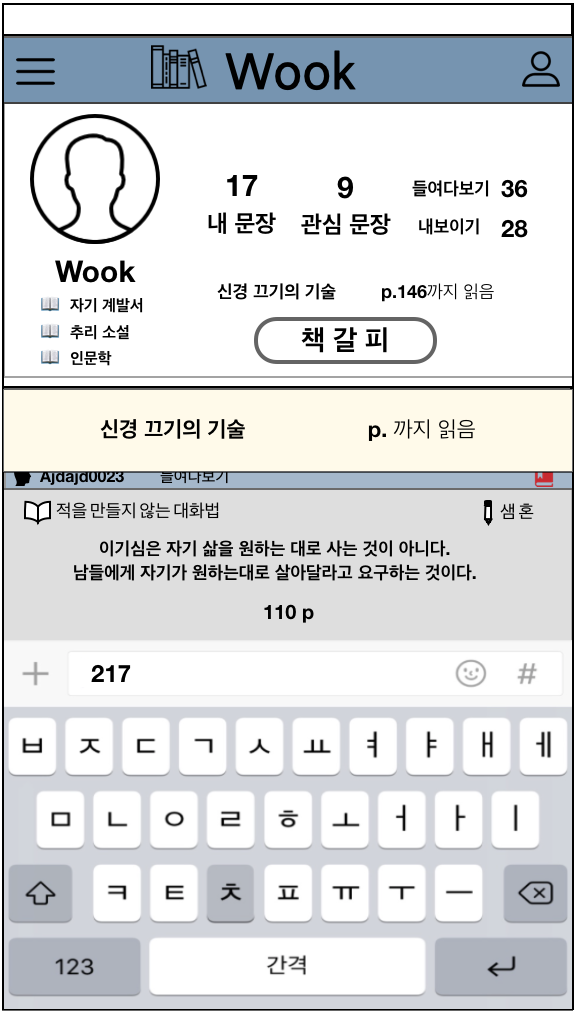 Wook
17 9 들여다보기 36
내 문장 관심 문장 내보이기 28
Wook
자기 계발서
추리 소설
인문학
신경 끄기의 기술 p.146까지 읽음
책 갈 피
신경 끄기의 기술 p. 까지 읽음
Ajdajd0023 들여다보기
적을 만들지 않는 대화법 샘 혼
이기심은 자기 삶을 원하는 대로 사는 것이 아니다.
남들에게 자기가 원하는대로 살아달라고 요구하는 것이다.
110 p
+ 217 #
ㅂ ㅈ ㄷ ㄱ ㅅ ㅛ ㅕ ㅑ ㅐ ㅔ
ㅁ ㄴ ㅇ ㄹ ㅎ ㅗ ㅓ ㅏ ㅣ
ㅋ ㅌ ㅊ ㅍ ㅠ ㅜ ㅡ
123 간격